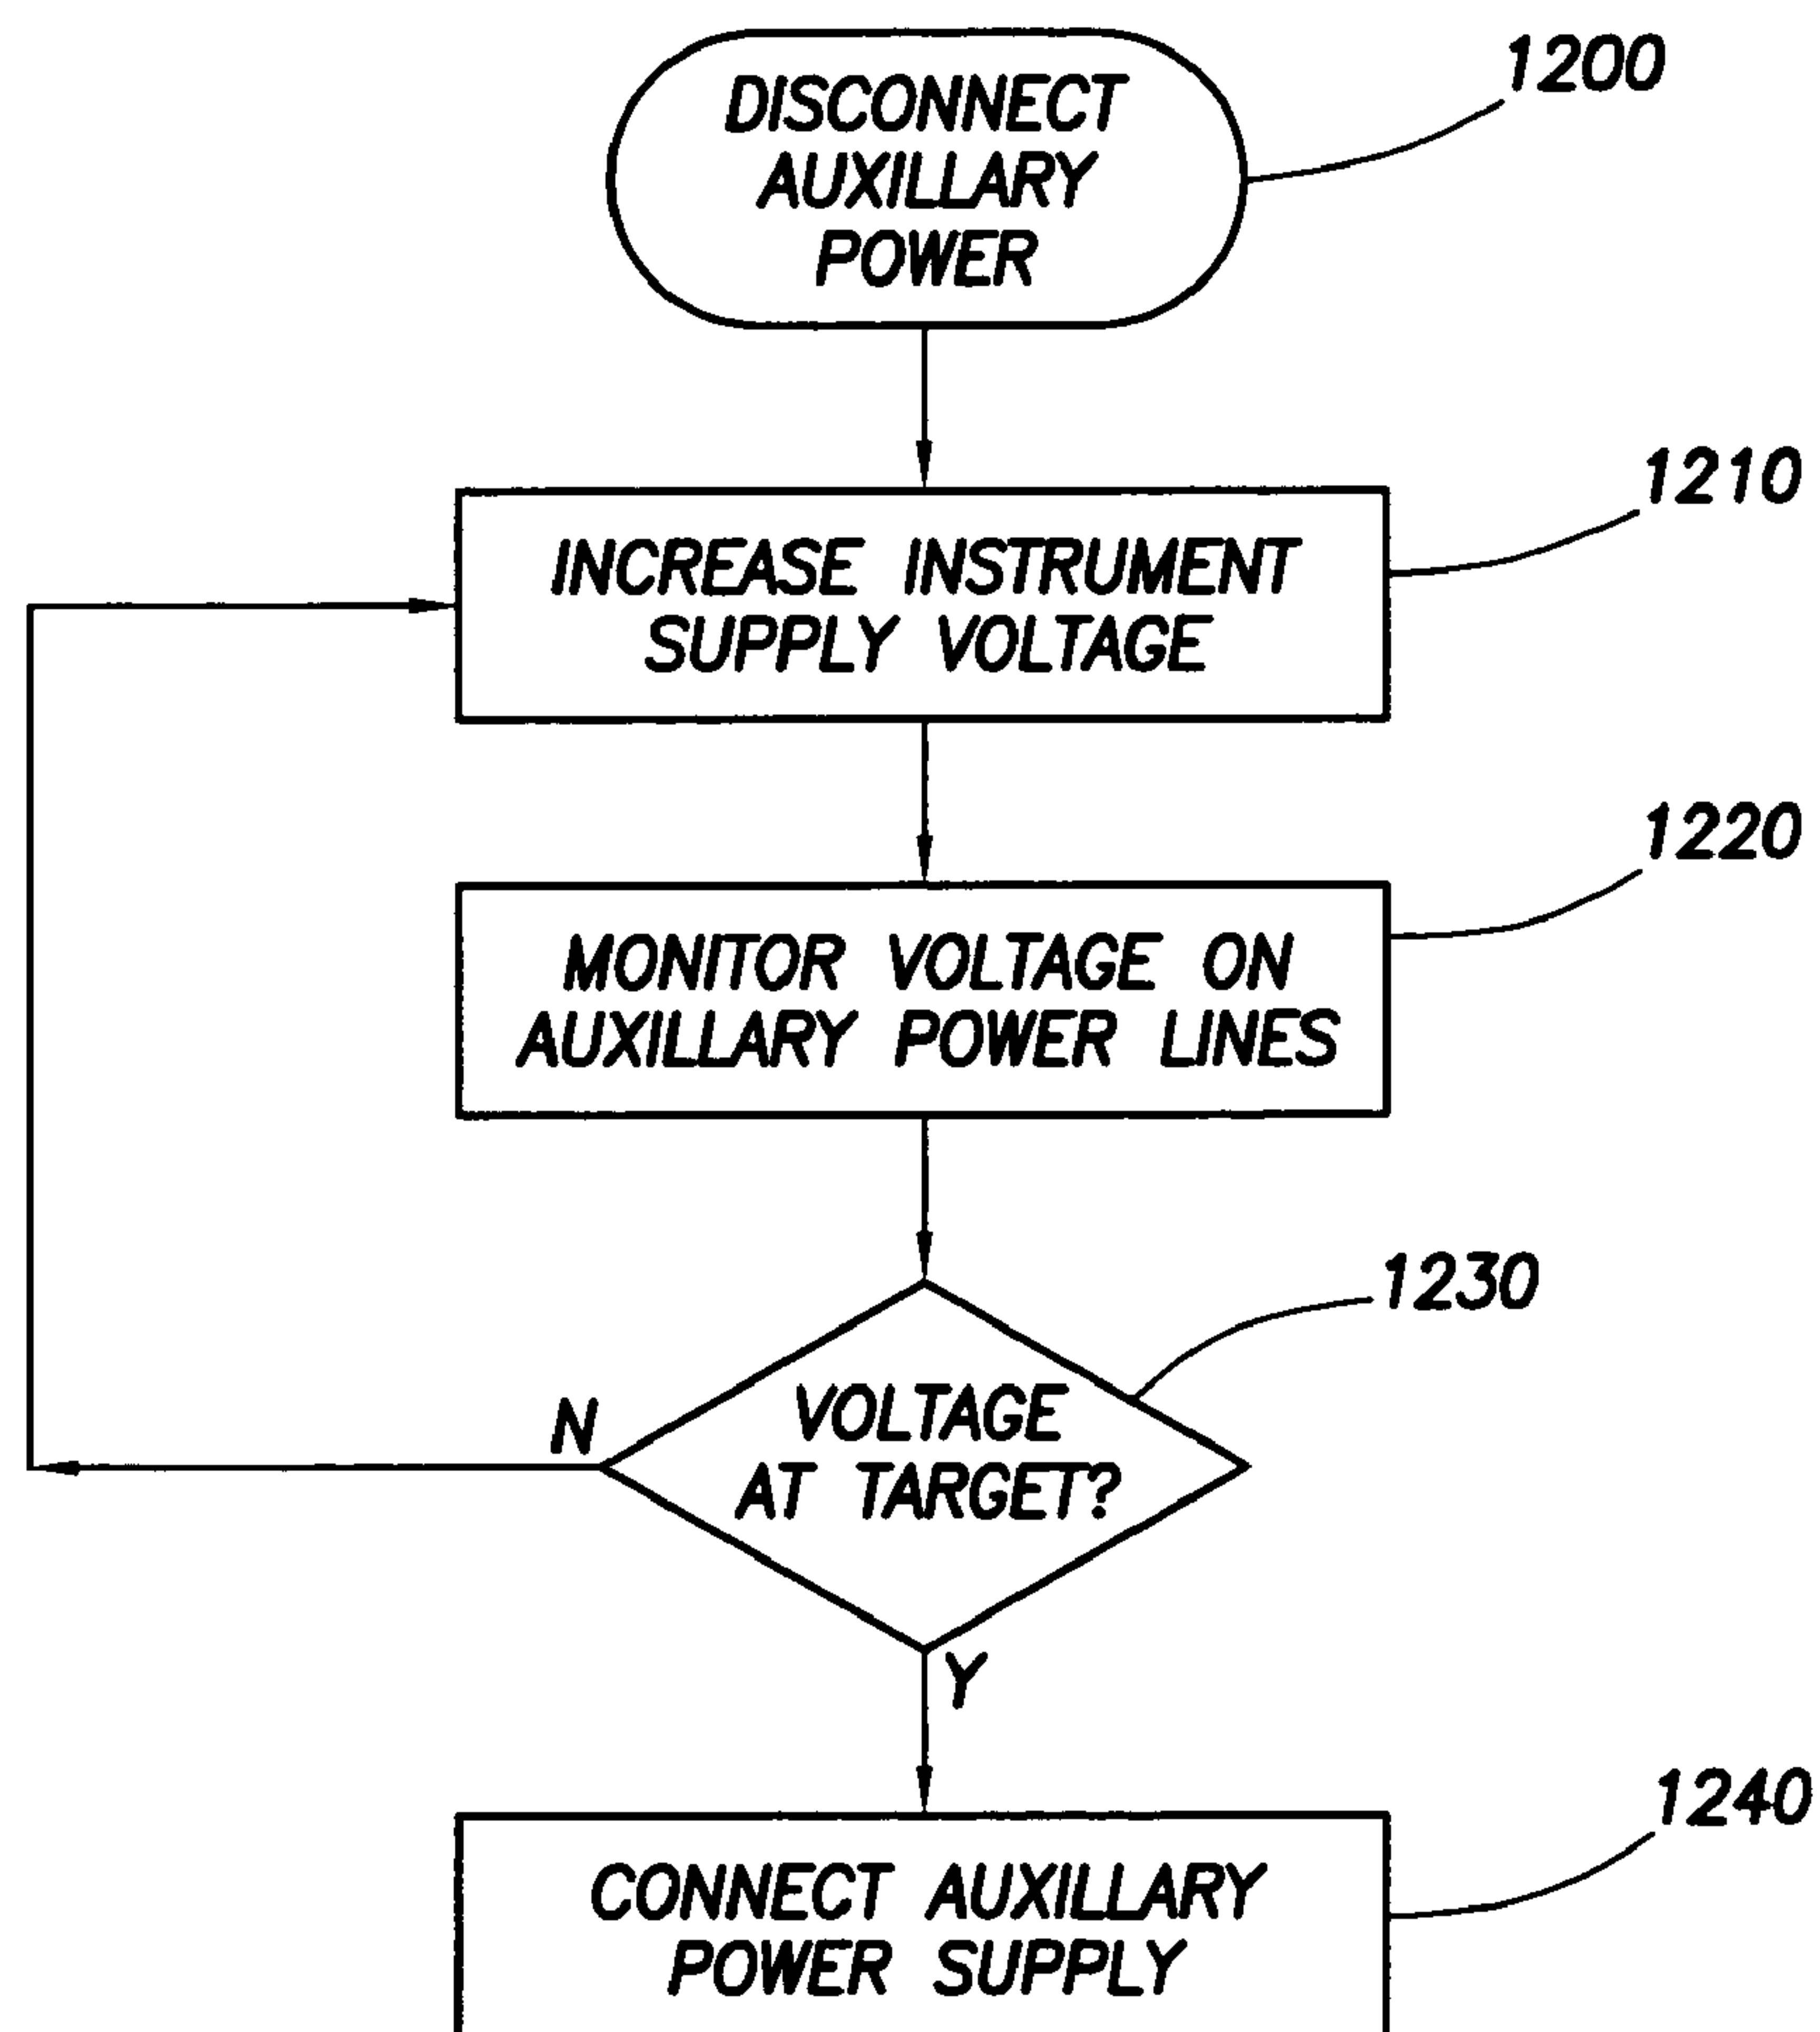 DISCONNECT
AUXILLARY
POWER
1200
INCREASE INSTRUMENT
SUPPLY VOLTAGE
1210
MONITOR VOLTAGE ON
AUXILLARY POWER LINES
1220
VOLTAGE
AT TARGET?
1230
N
Y
CONNECT AUXILLARY
POWER SUPPLY
1240